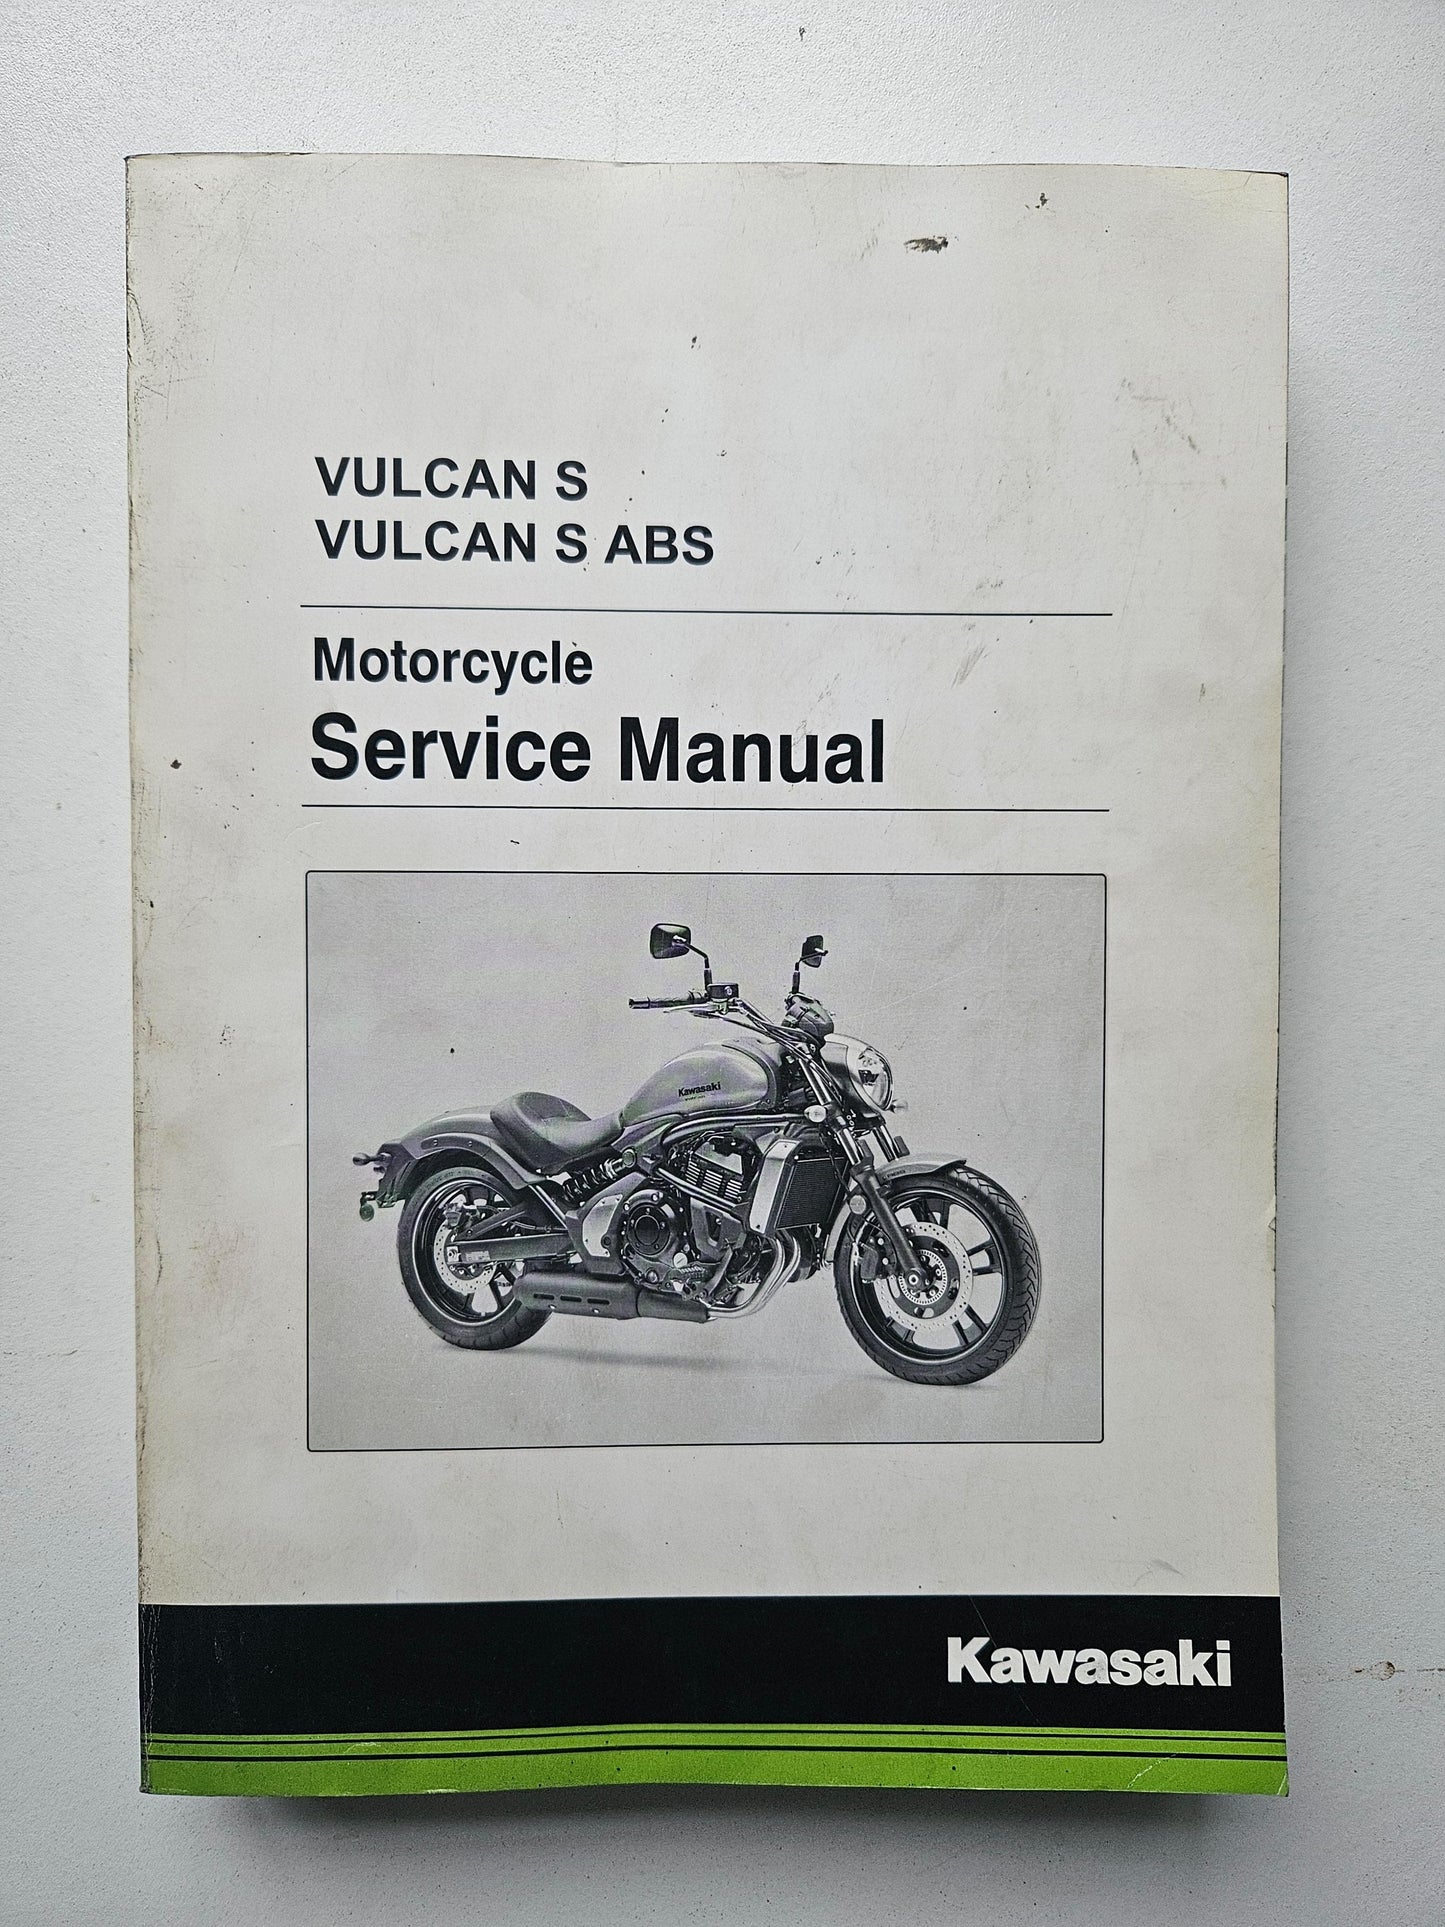 VULCAN S
VULCAN S ABS
Motorcycle
Service Manual
Kawasaki
Kawasaki